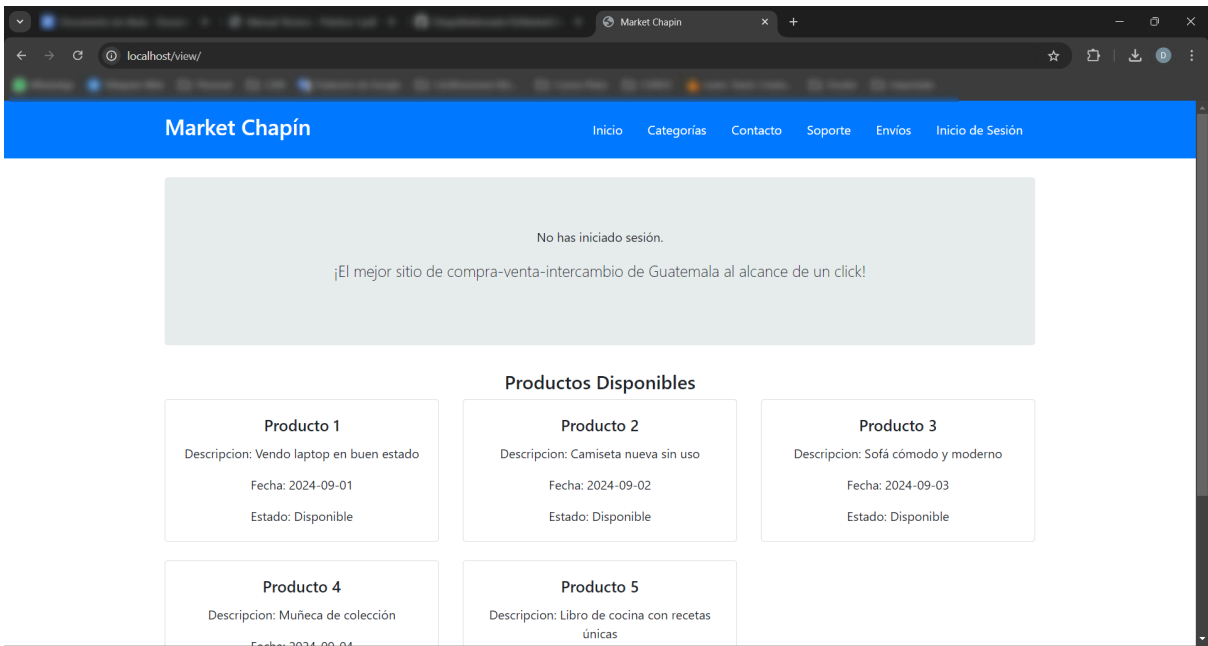 Market Chapin
localhost/view/
D
Market Chapín
Inicio Categorías Contacto Soporte Envíos Inicio de Sesión
No has iniciado sesión.
¡El mejor sitio de compra-venta-intercambio de Guatemala al alcance de un click!
Productos Disponibles
Producto 1
Descripcion: Vendo laptop en buen estado
Fecha: 2024-09-01
Estado: Disponible
Producto 2
Descripcion: Camiseta nueva sin uso
Fecha: 2024-09-02
Estado: Disponible
Producto 3
Descripcion: Sofá cómodo y moderno
Fecha: 2024-09-03
Estado: Disponible
Producto 4
Descripcion: Muñeca de colección
Fecha: 2024-09-04
Producto 5
Descripcion: Libro de cocina con recetas
únicas